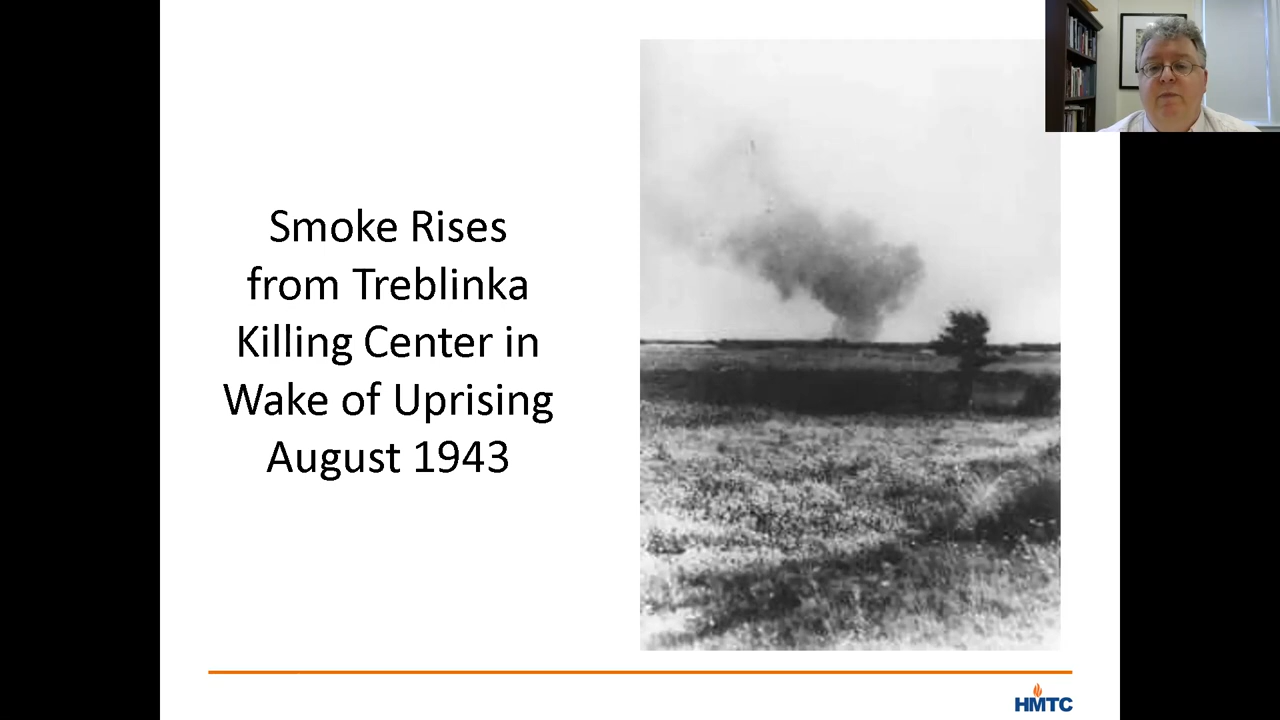 Smoke Rises
from Treblinka
Killing Center in
Wake of Uprising
August 1943
HMTC